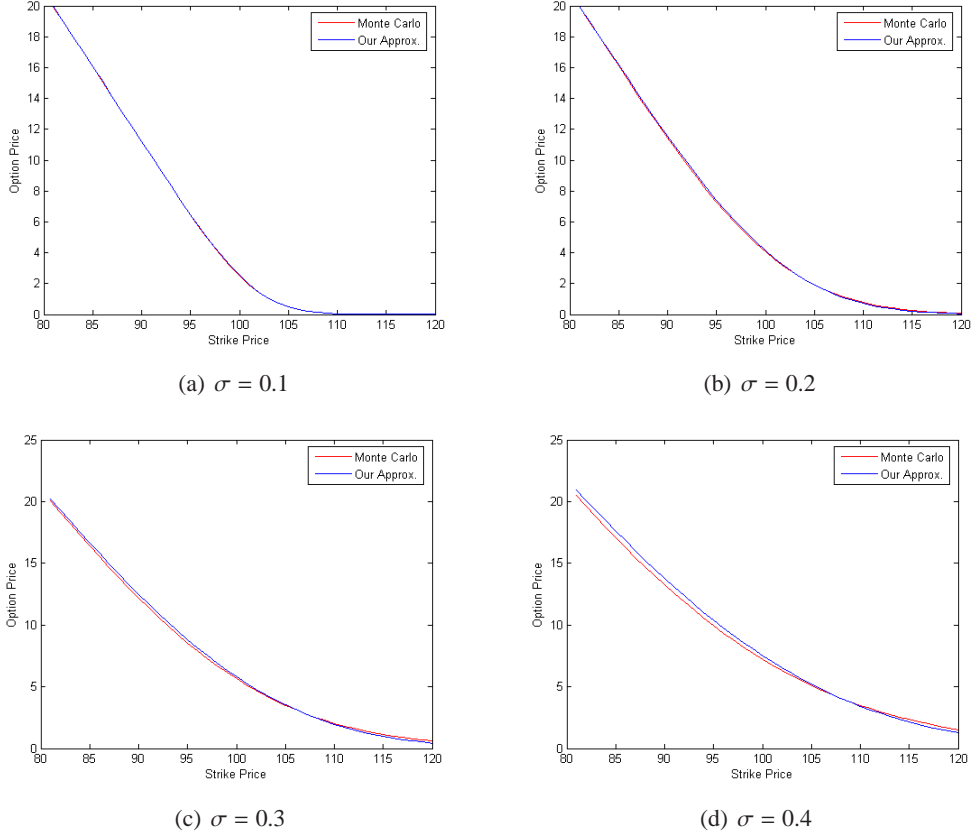 20
18
16
14
12
10
8
6
4
2
0
Option Price
80 85 90 95 100 105 110 115 120
Strike Price
Monte Carlo
Our Approx.
(a) σ = 0.1
20
18
16
14
12
10
8
6
4
2
0
Option Price
80 85 90 95 100 105 110 115 120
Strike Price
Monte Carlo
Our Approx.
(b) σ = 0.2
25
20
15
10
5
0
Option Price
80 85 90 95 100 105 110 115 120
Strike Price
Monte Carlo
Our Approx.
(c) σ = 0.3
25
20
15
10
5
0
Option Price
80 85 90 95 100 105 110 115 120
Strike Price
Monte Carlo
Our Approx.
(d) σ = 0.4